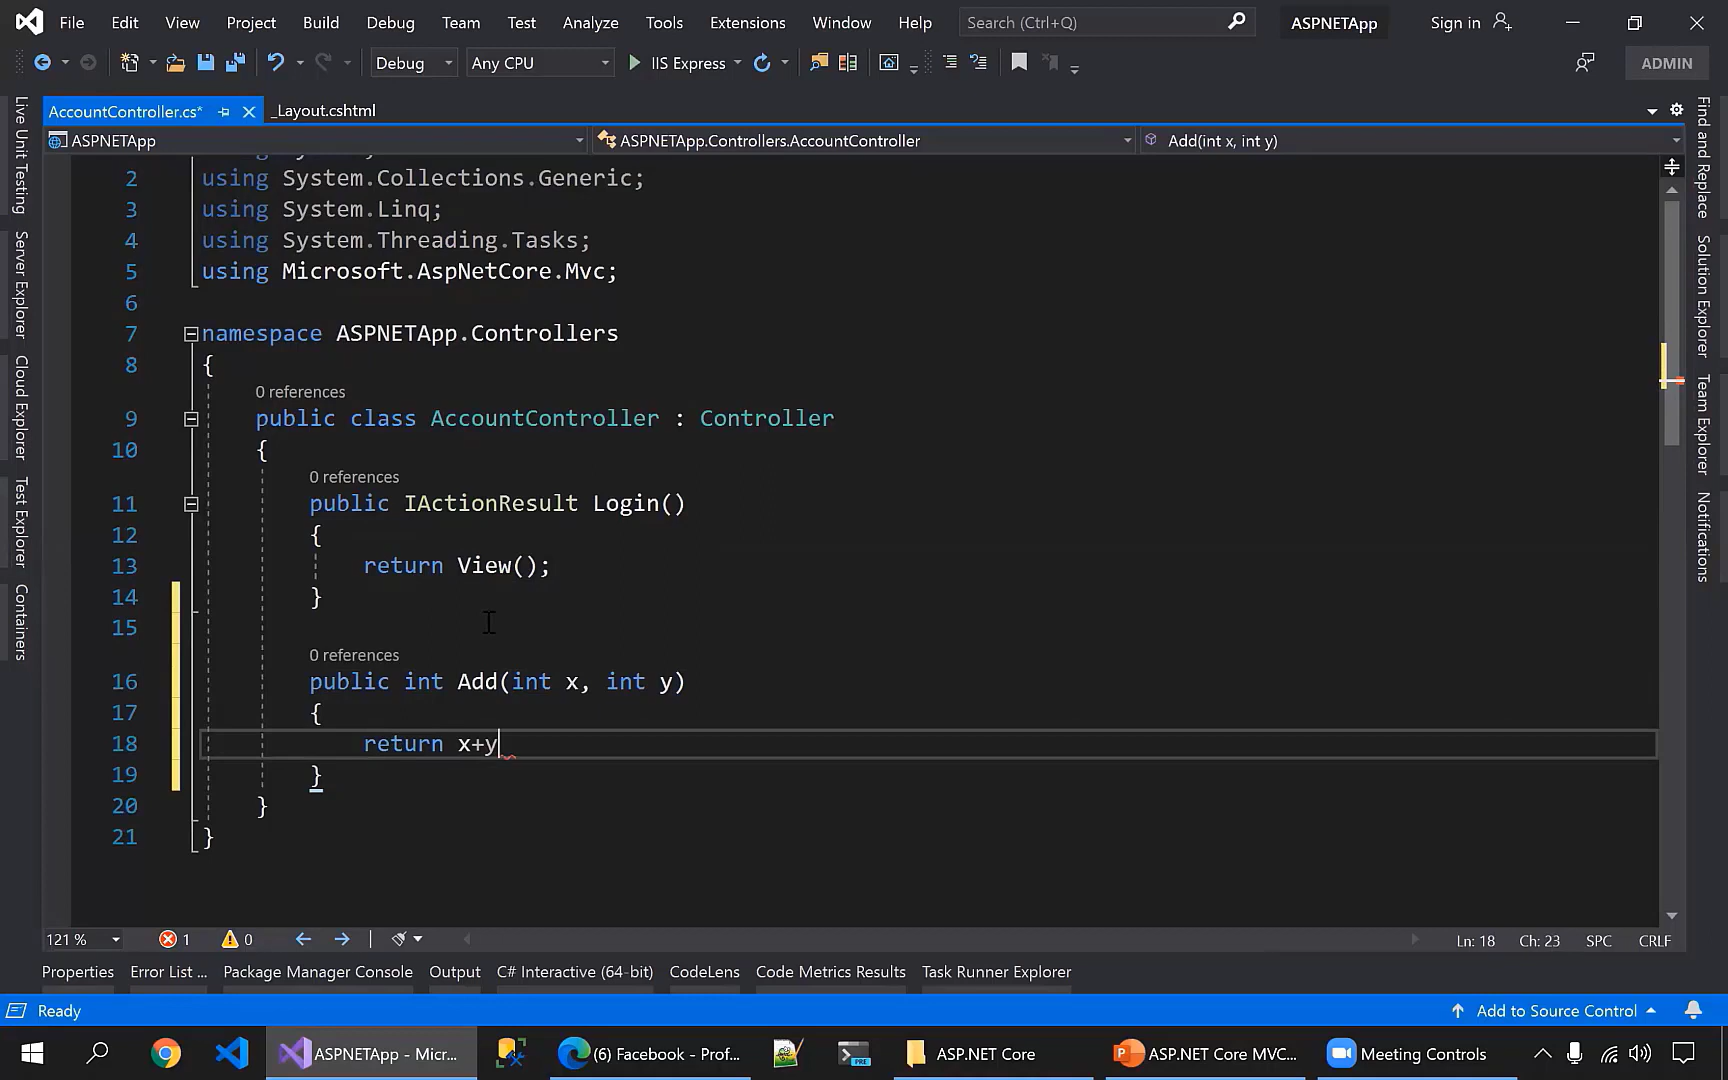 File Edit View Project Build Debug Team Test Analyze Tools Extensions Window Help Search (Ctrl+Q) ASPNETApp Sign in
Debug Any CPU IIS Express ADMIN
AccountController.cs* _Layout.cshtml
ASPNETApp ASPNETApp.Controllers.AccountController Add(int x, int y)
2 using System.Collections.Generic;
3 using System.Linq;
4 using System.Threading.Tasks;
5 using Microsoft.AspNetCore.Mvc;
6
7 namespace ASPNETApp.Controllers
8 {
0 references
9 public class AccountController : Controller
10 {
0 references
11 public IActionResult Login()
12 {
13 return View();
14 }
15
0 references
16 public int Add(int x, int y)
17 {
18 return x+y
19 }
20 }
21 }
Live Unit Testing
Server Explorer
Cloud Explorer
Test Explorer
Containers
Find and Replace
Solution Explorer
Team Explorer
Notifications
121 % 1 0 Ln: 18 Ch: 23 SPC CRLF
Properties Error List ... Package Manager Console Output C# Interactive (64-bit) CodeLens Code Metrics Results Task Runner Explorer
Ready Add to Source Control
ASPNETApp - Micr... (6) Facebook - Prof... PRE ASP.NET Core ASP.NET Core MVC... Meeting Controls